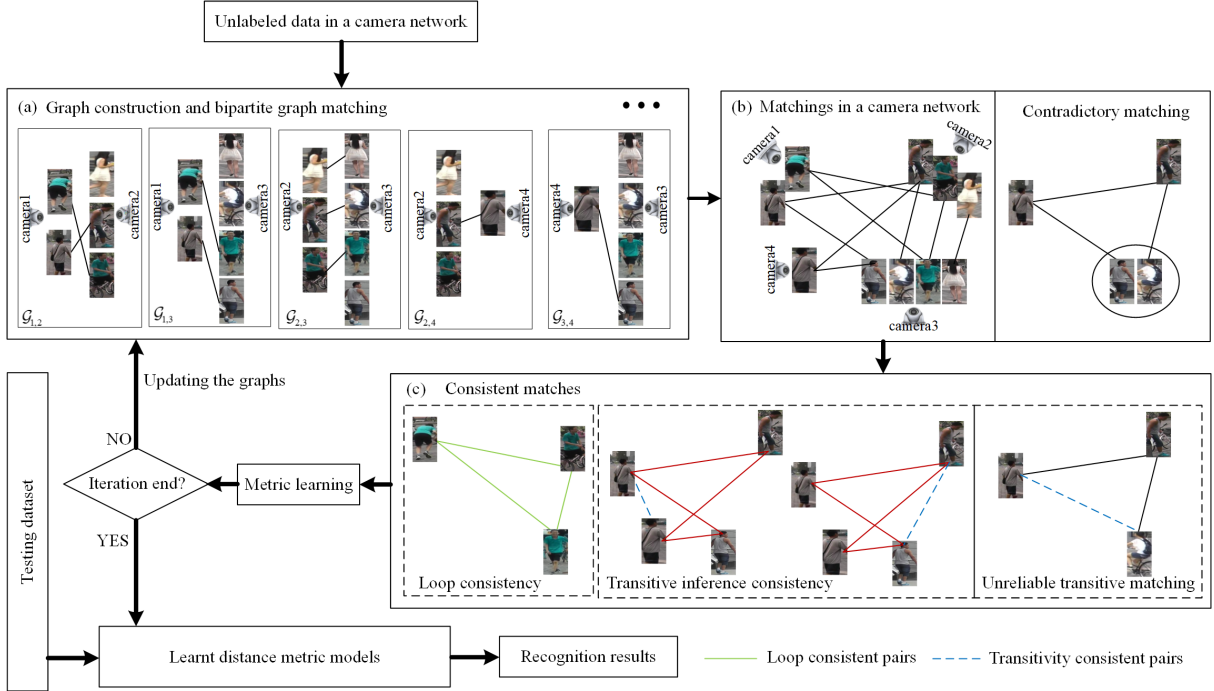 Unlabeled data in a camera network
(a) Graph construction and bipartite graph matching
• • •
camera1
camera2
𝒢1,2
camera1
camera3
𝒢1,3
camera2
camera3
𝒢2,3
camera2
camera4
𝒢2,4
camera4
camera3
𝒢3,4
(b) Matchings in a camera network
camera1
camera2
camera4
camera3
Contradictory matching
(c) Consistent matches
Loop consistency
Transitive inference consistency
Unreliable transitive matching
Metric learning
Iteration end?
NO
Updating the graphs
YES
Testing dataset
Learnt distance metric models
Recognition results
Loop consistent pairs
Transitivity consistent pairs